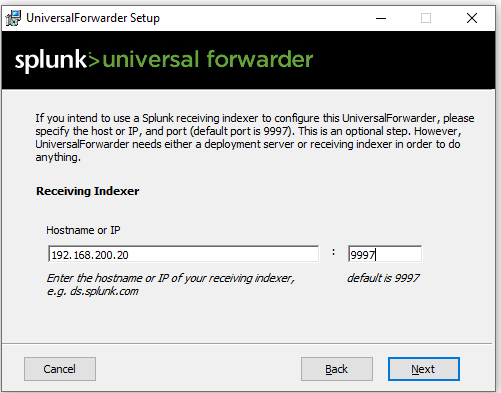 UniversalForwarder Setup
splunk>universal forwarder
If you intend to use a Splunk receiving indexer to configure this UniversalForwarder, please
specify the host or IP, and port (default port is 9997). This is an optional step. However,
UniversalForwarder needs either a deployment server or receiving indexer in order to do
anything.
Receiving Indexer
Hostname or IP
192.168.200.20 : 9997
Enter the hostname or IP of your receiving indexer, default is 9997
e.g. ds.splunk.com
Cancel Back Next